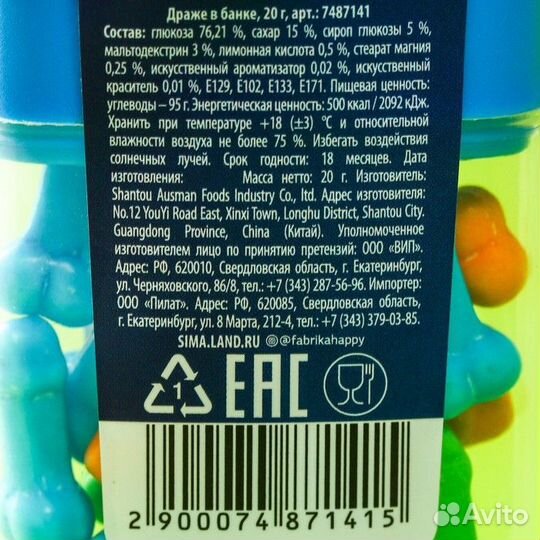 Драже в банке, 20 г, арт.: 7487141
Состав: глюкоза 76,21 %, сахар 15 %, сироп глюкозы 5 %,
мальтодекстрин 3 %, лимонная кислота 0,5 %, стеарат магния
0,25 %, искусственный ароматизатор 0,02 %, искусственный
краситель 0,01 %, E129, E102, E133, E171. Пищевая ценность:
углеводы – 95 г. Энергетическая ценность: 500 ккал / 2092 кДж.
Хранить при температуре +18 (±3) °C и относительной
влажности воздуха не более 75 %. Избегать воздействия
солнечных лучей. Срок годности: 18 месяцев. Дата
изготовления: Масса нетто: 20 г. Изготовитель:
Shantou Ausman Foods Industry Co., ltd. Адрес изготовителя:
No.12 YouYi Road East, Xinxi Town, Longhu District, Shantou City.
Guangdong Province, China (Китай). Уполномоченное
изготовителем лицо по принятию претензий: ООО «ВИП».
Адрес: РФ, 620010, Свердловская область, г. Екатеринбург,
ул. Черняховского, 86/8, тел.: +7 (343) 287-56-96. Импортер:
ООО «Пилат». Адрес: РФ, 620085, Свердловская область,
г. Екатеринбург, ул. 8 Марта, 212-4, тел.: +7 (343) 379-03-85.
SIMA.LAND.RU @fabrikahappy
1 EAC
2 900074 871415
Avito